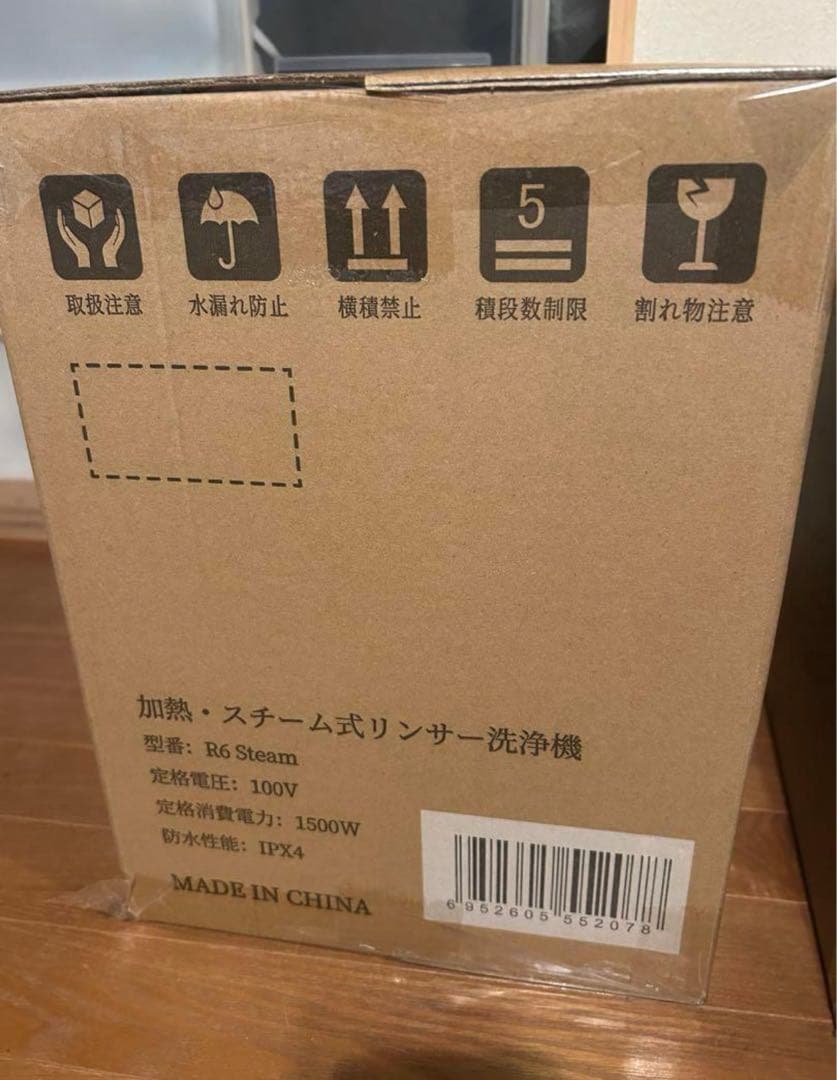 5
取扱注意 水漏れ防止 横積禁止 積段数制限 割れ物注意
加熱・スチーム式リンサー洗浄機
型番: R6 Steam
定格電圧: 100V
定格消費電力: 1500W
防水性能: IPX4
MADE IN CHINA
6 952605 552078